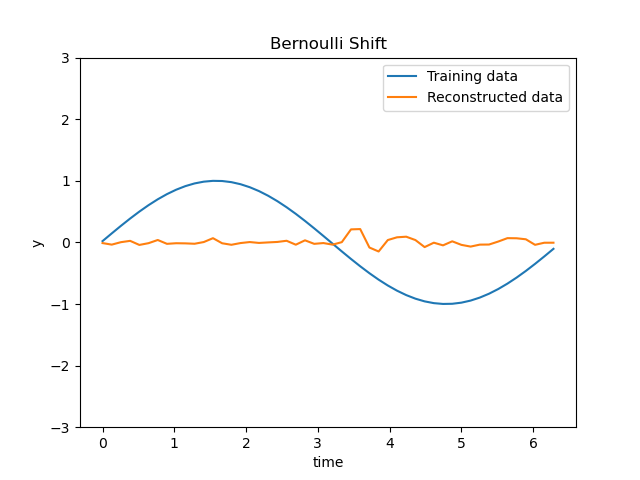 Bernoulli Shift
Training data
Reconstructed data
3
2
1
0
−1
−2
−3
y
0 1 2 3 4 5 6
time